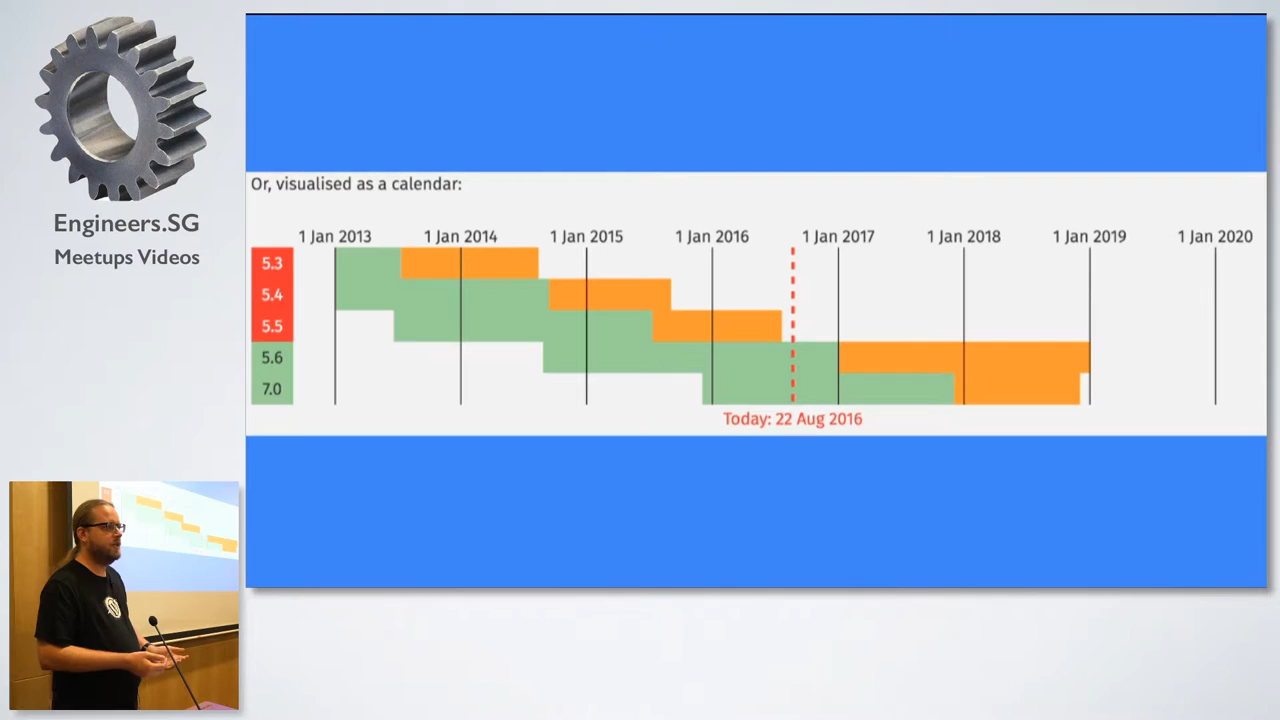 Engineers.SG
Meetups Videos
Or, visualised as a calendar:
1 Jan 2013 1 Jan 2014 1 Jan 2015 1 Jan 2016 1 Jan 2017 1 Jan 2018 1 Jan 2019 1 Jan 2020
5.3
5.4
5.5
5.6
7.0
Today: 22 Aug 2016